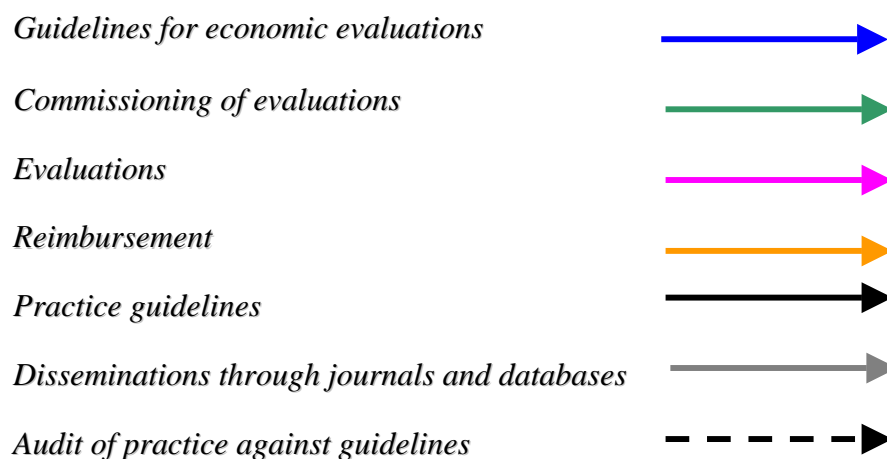 Guidelines for economic evaluations
Commissioning of evaluations
Evaluations
Reimbursement
Practice guidelines
Disseminations through journals and databases
Audit of practice against guidelines